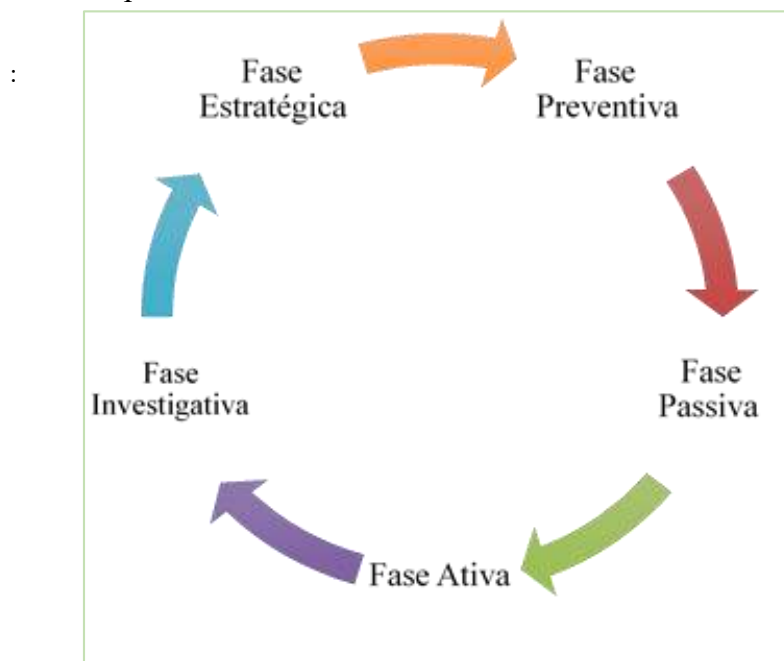 :
Fase
Estratégica
Fase
Preventiva
Fase
Passiva
Fase Ativa
Fase
Investigativa